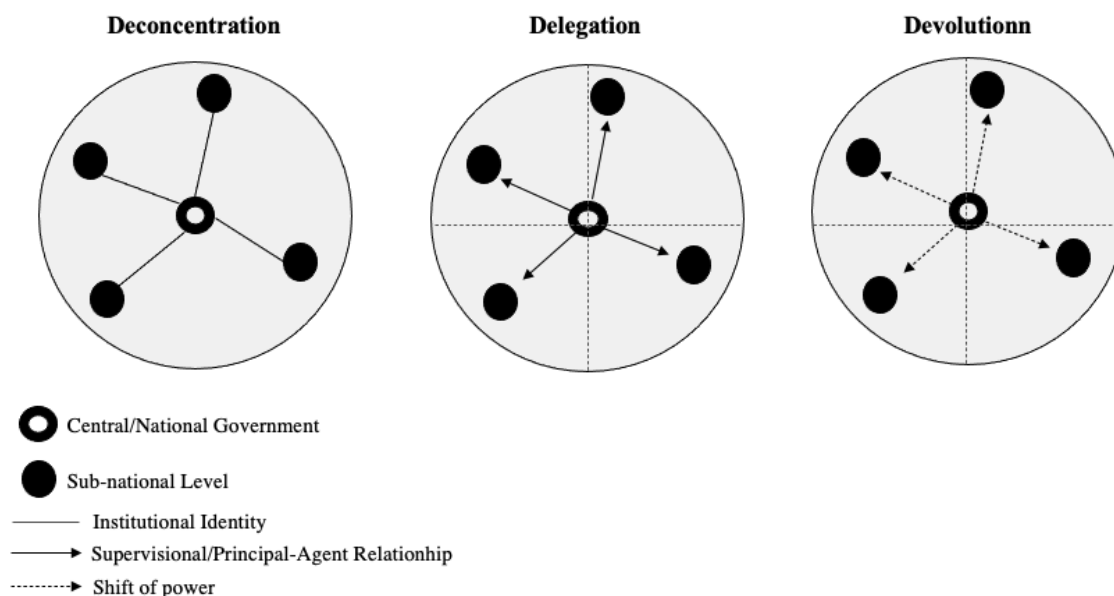 Deconcentration
Delegation
Devolutionn
Central/National Government
Sub-national Level
Institutional Identity
Supervisional/Principal-Agent Relationhip
Shift of power